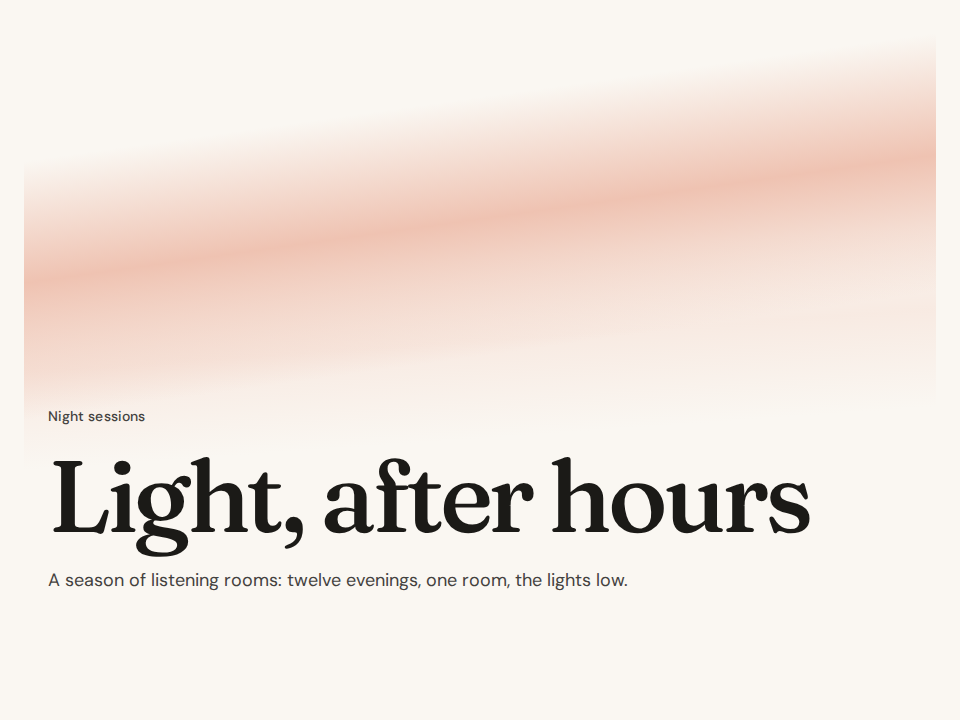 Night sessions
Light, after hours
A season of listening rooms: twelve evenings, one room, the lights low.